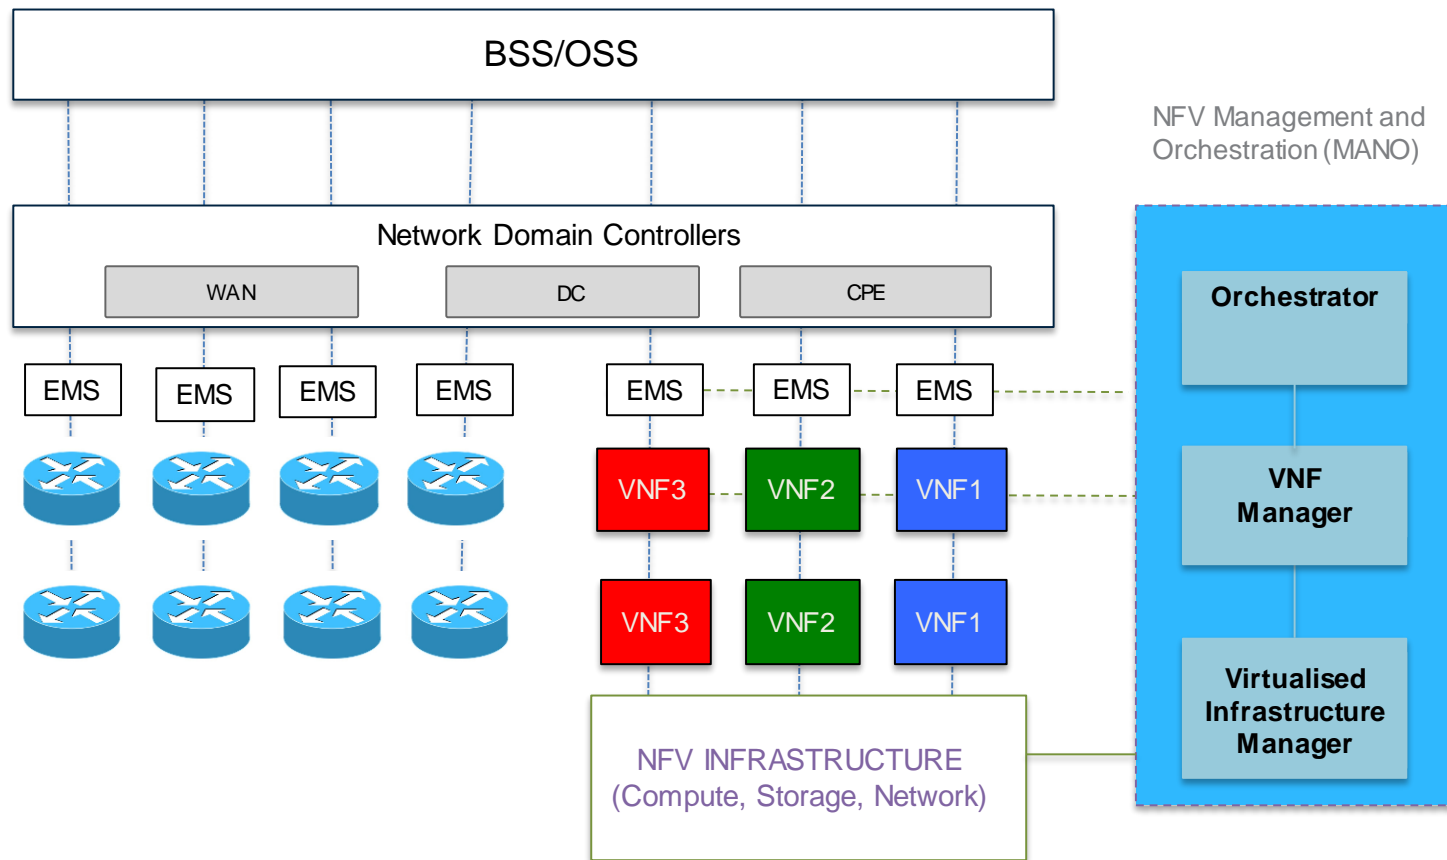 BSS/OSS
NFV Management and
Orchestration (MANO)
Network Domain Controllers
WAN
DC
CPE
Orchestrator
EMS
EMS
EMS
EMS
EMS
EMS
EMS
VNF3
VNF2
VNF1
VNF
Manager
VNF3
VNF2
VNF1
Virtualised
Infrastructure
Manager
NFV INFRASTRUCTURE
(Compute, Storage, Network)